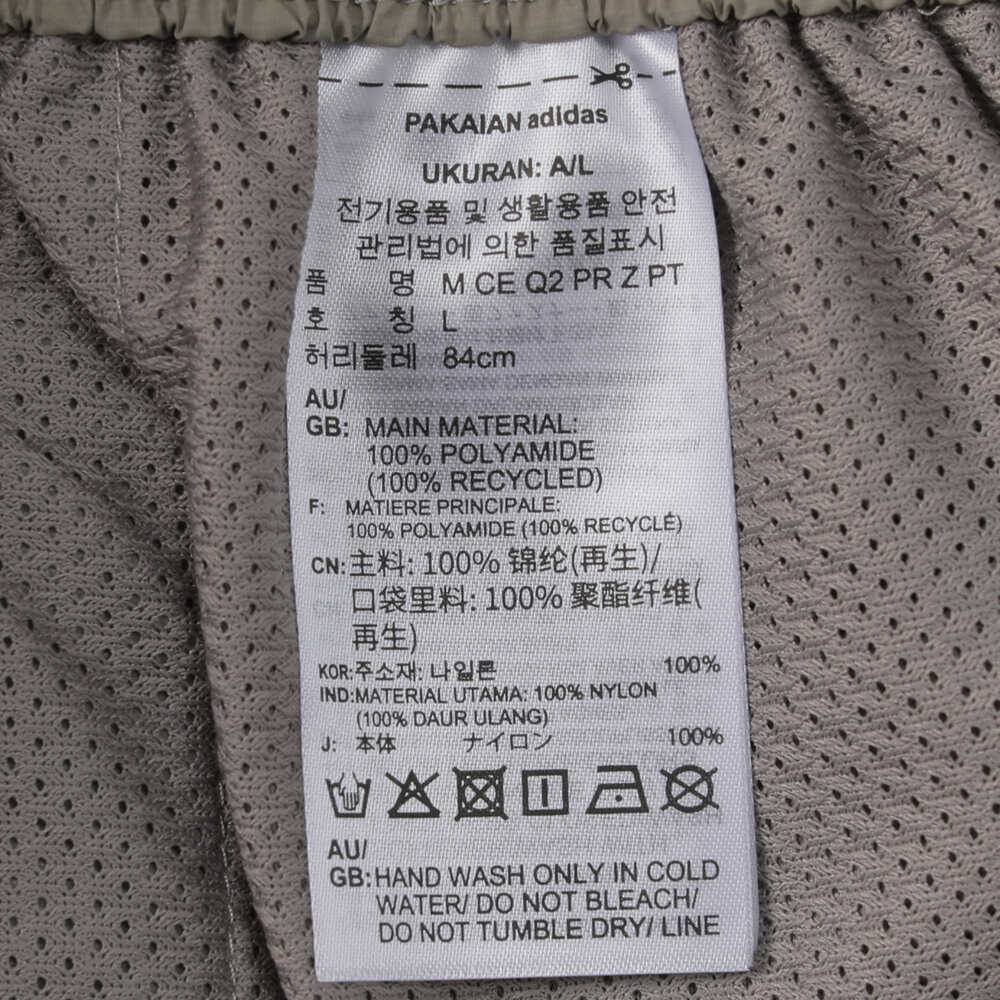 PAKAIAN adidas
UKURAN: A/L
전기용품 및 생활용품 안전
관리법에 의한 품질표시
품 명 M CE Q2 PR Z PT
호 칭 L
허리둘레 84cm
AU/
GB: MAIN MATERIAL:
100% POLYAMIDE
(100% RECYCLED)
F: MATIERE PRINCIPALE:
100% POLYAMIDE (100% RECYCLÉ)
CN: 主料: 100% 锦纶(再生)/
口袋里料: 100% 聚酯纤维(
再生)
KOR: 주소재: 나일론 100%
IND: MATERIAL UTAMA: 100% NYLON
(100% DAUR ULANG)
J: 本体 ナイロン 100%
AU/
GB: HAND WASH ONLY IN COLD
WATER/ DO NOT BLEACH/
DO NOT TUMBLE DRY/ LINE